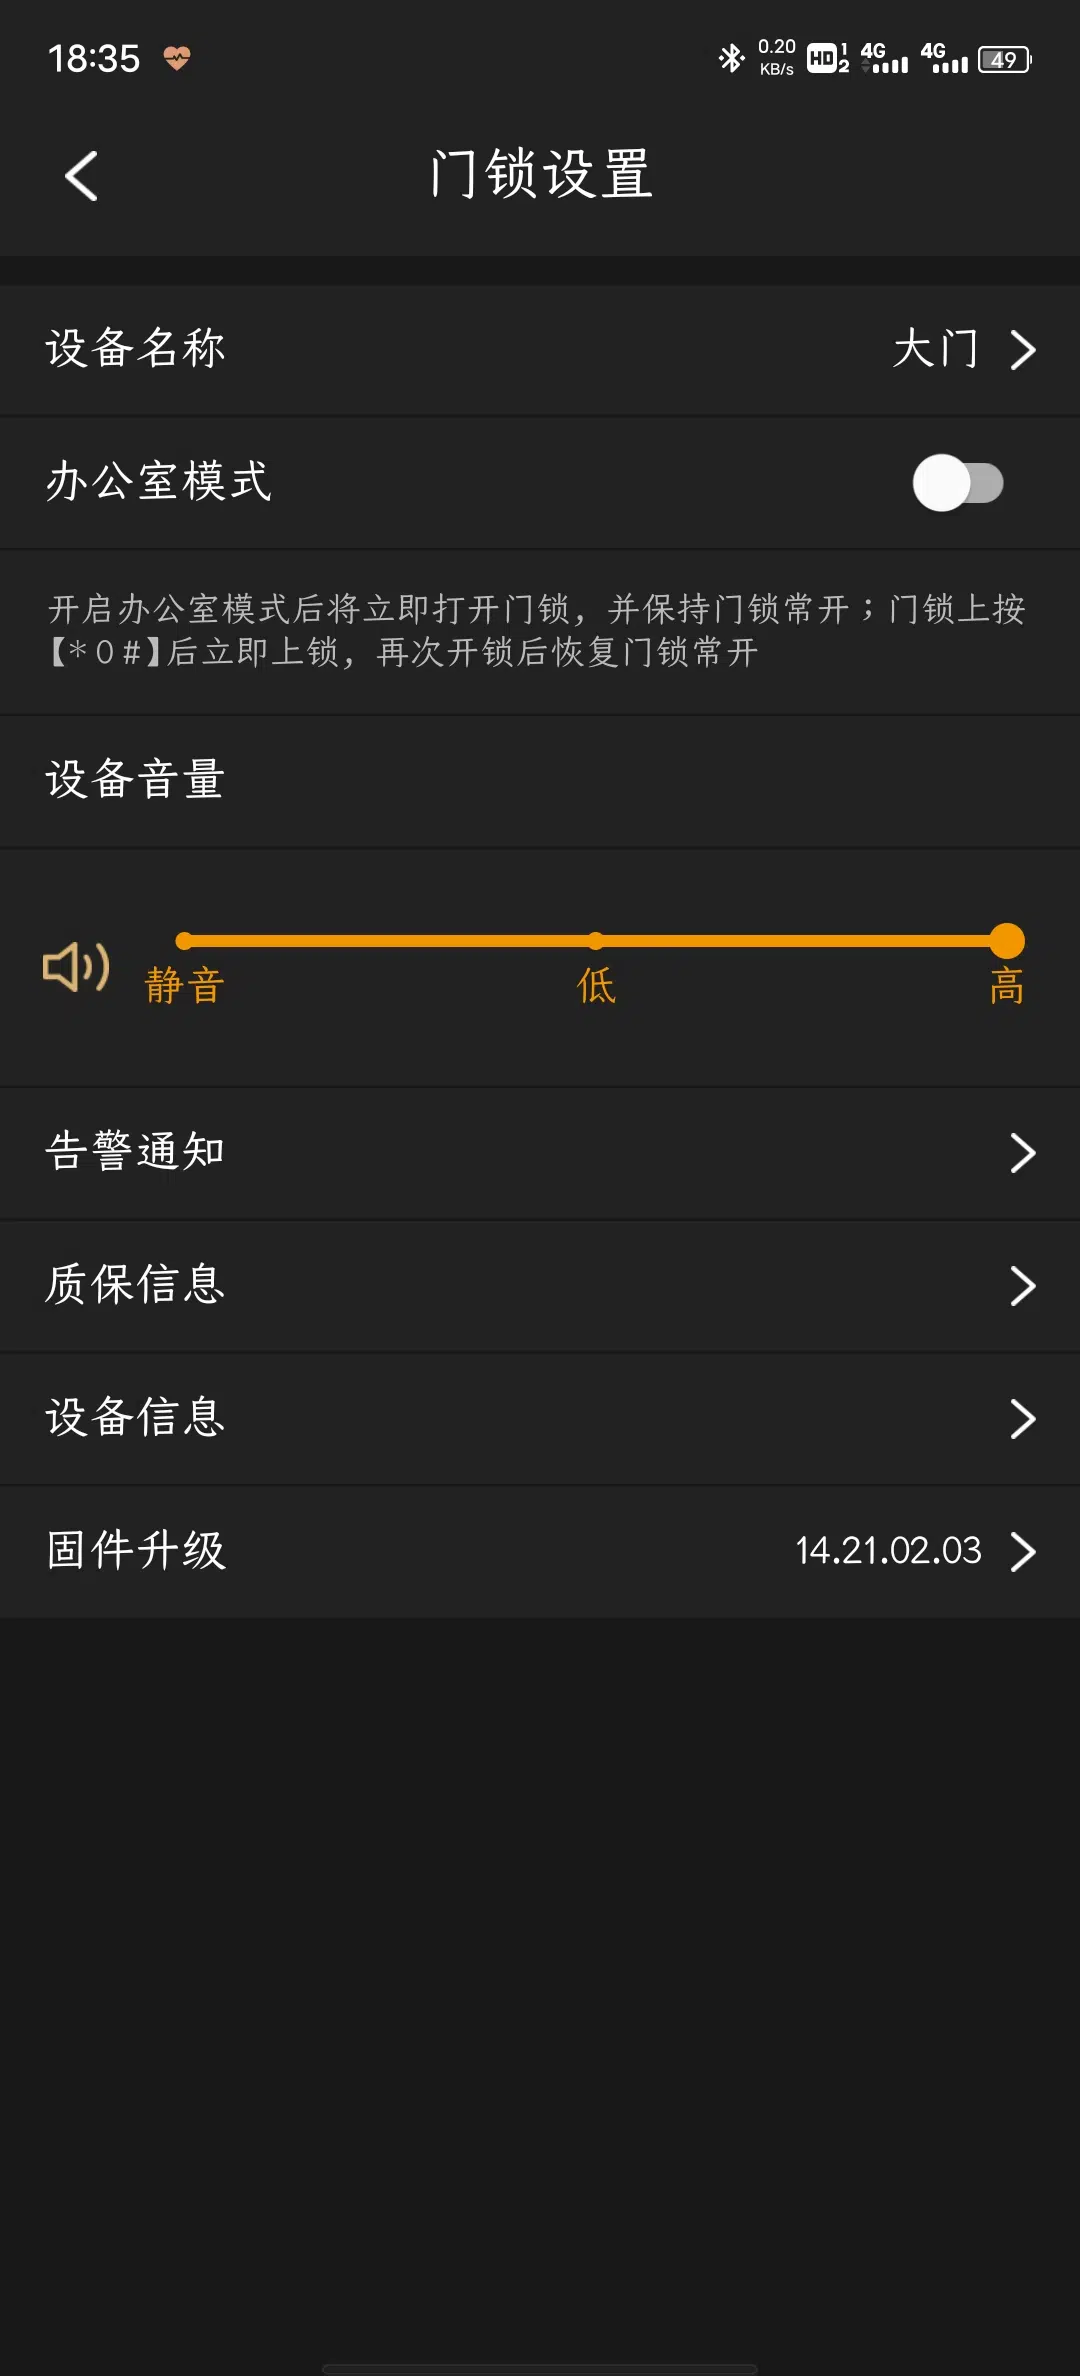 18:35
0.20
KB/s
HD 1 2
4G
4G
49
门锁设置
设备名称
大门
办公室模式
开启办公室模式后将立即打开门锁，并保持门锁常开；门锁上按
【*0#】后立即上锁，再次开锁后恢复门锁常开
设备音量
静音
低
高
告警通知
质保信息
设备信息
固件升级
14.21.02.03